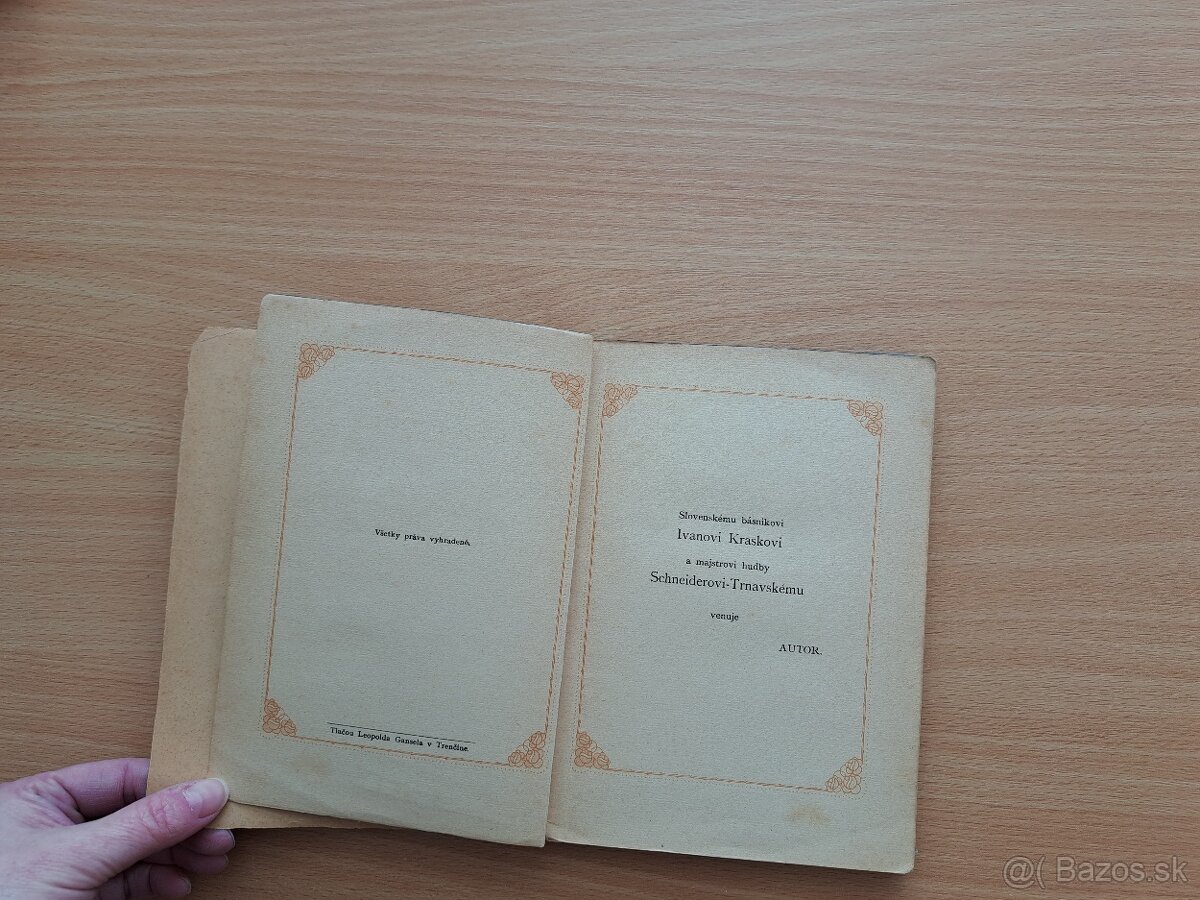 Všetky práva vyhradené.
Tlačou Leopolda Gansela v Trenčíne.
Slovenskému básnikovi
Ivanovi Kraskovi
a majstrovi hudby
Schneiderovi-Trnavskému
venuje
AUTOR.
@( Bazos.sk